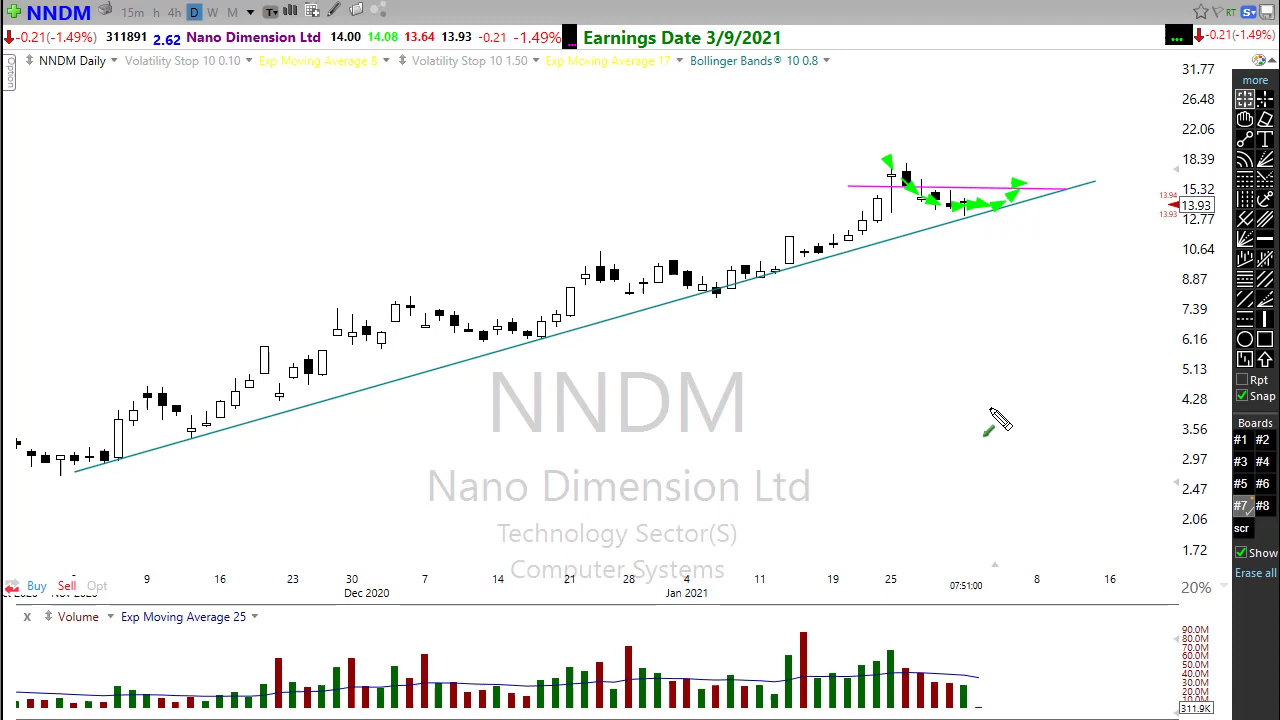 NNDM 15m h 4h D W M T RT S
-0.21(-1.49%) 311891 2.62 Nano Dimension Ltd 14.00 14.08 13.64 13.93 -0.21 -1.49% ... Earnings Date 3/9/2021 ... -0.21(-1.49%)
Option
NNDM Daily Volatility Stop 10 0.10 Exp Moving Average 8 Volatility Stop 10 1.50 Exp Moving Average 17 Bollinger Bands® 10 0.8
31.77
26.48
22.06
18.39
15.32
13.94
13.93
13.93
12.77
10.64
8.87
7.39
6.16
5.13
4.28
3.56
2.97
2.47
2.06
1.72
20%
NNDM
Nano Dimension Ltd
Technology Sector(S)
Computer Systems
more
T
Rpt
Snap
Boards
#1 #2
#3 #4
#5 #6
#7 #8
scr
Show
Erase all
Buy Sell Opt
9 16 23 30 7 14 21 28 4 11 19 25 07:51:00 8 16
Dec 2020 Jan 2021
x Volume Exp Moving Average 25
90.0M
80.0M
70.0M
60.0M
50.0M
40.0M
30.0M
20.0M
10.0M
311.9K